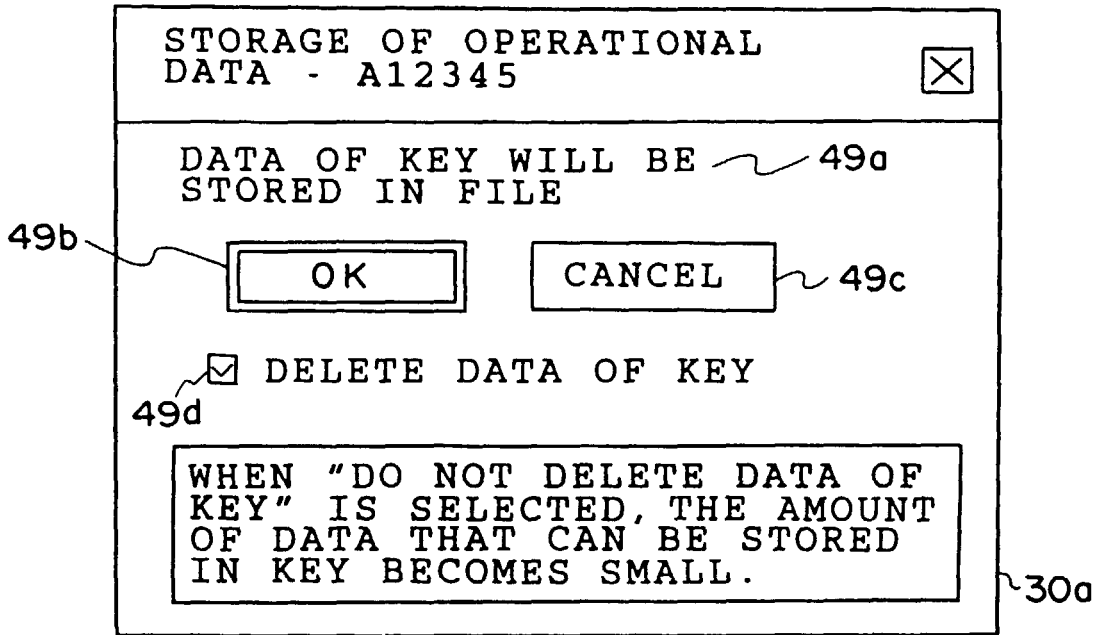 STORAGE OF OPERATIONAL
DATA - A12345
DATA OF KEY WILL BE
49a
STORED IN FILE
49b
OK
CANCEL
49c
DELETE DATA OF KEY
49d
WHEN "DO NOT DELETE DATA OF
KEY" IS SELECTED, THE AMOUNT
OF DATA THAT CAN BE STORED
IN KEY BECOMES SMALL.
30a